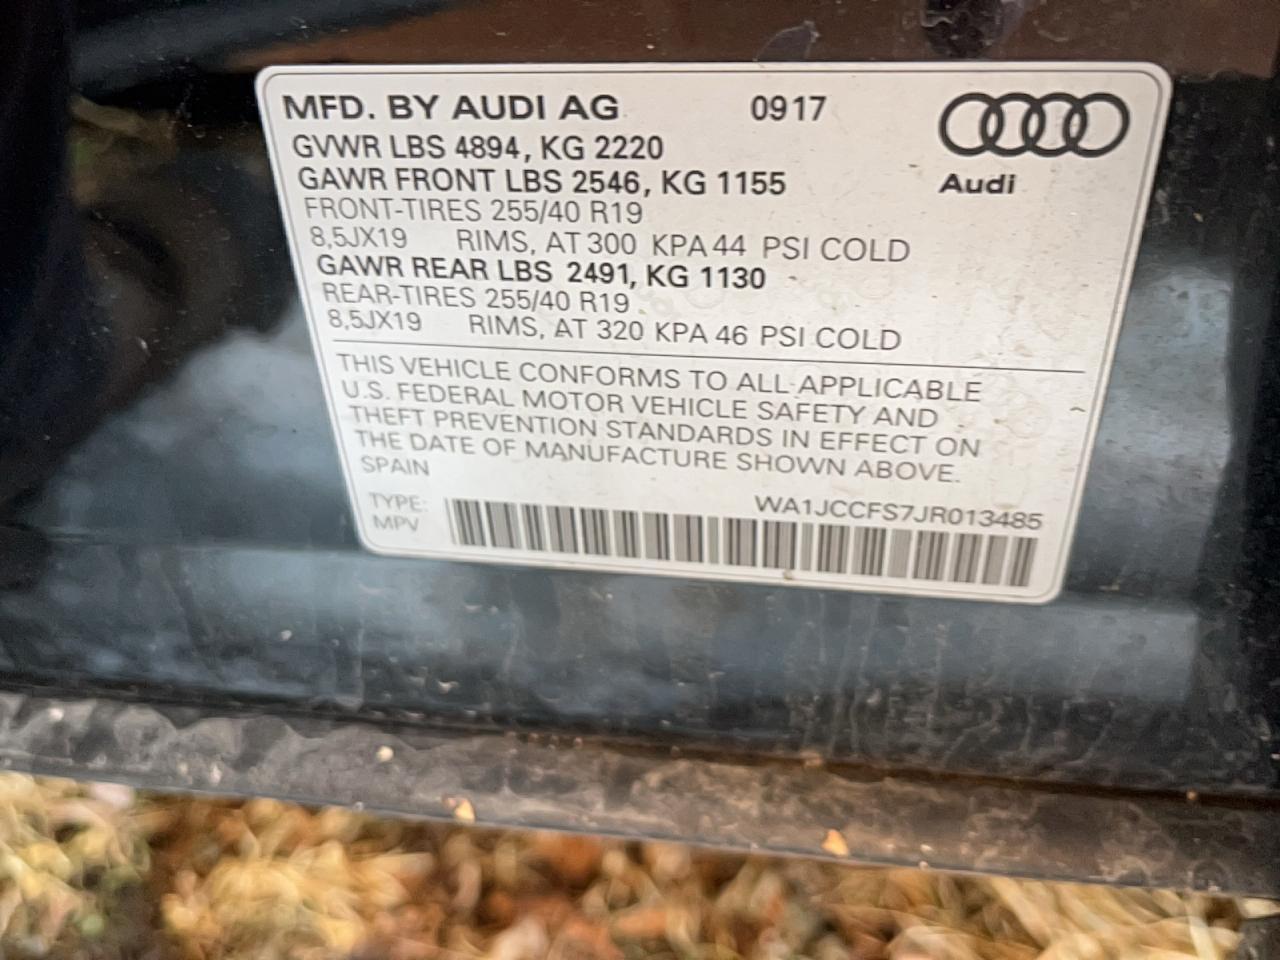 MFD. BY AUDI AG 0917
GVWR LBS 4894, KG 2220
GAWR FRONT LBS 2546, KG 1155
Audi
FRONT-TIRES 255/40 R19
8,5JX19 RIMS, AT 300 KPA 44 PSI COLD
GAWR REAR LBS 2491, KG 1130
REAR-TIRES 255/40 R19
8,5JX19 RIMS, AT 320 KPA 46 PSI COLD
THIS VEHICLE CONFORMS TO ALL APPLICABLE
U.S. FEDERAL MOTOR VEHICLE SAFETY AND
THEFT PREVENTION STANDARDS IN EFFECT ON
THE DATE OF MANUFACTURE SHOWN ABOVE.
SPAIN
TYPE: WA1JCCFS7JR013485
MPV